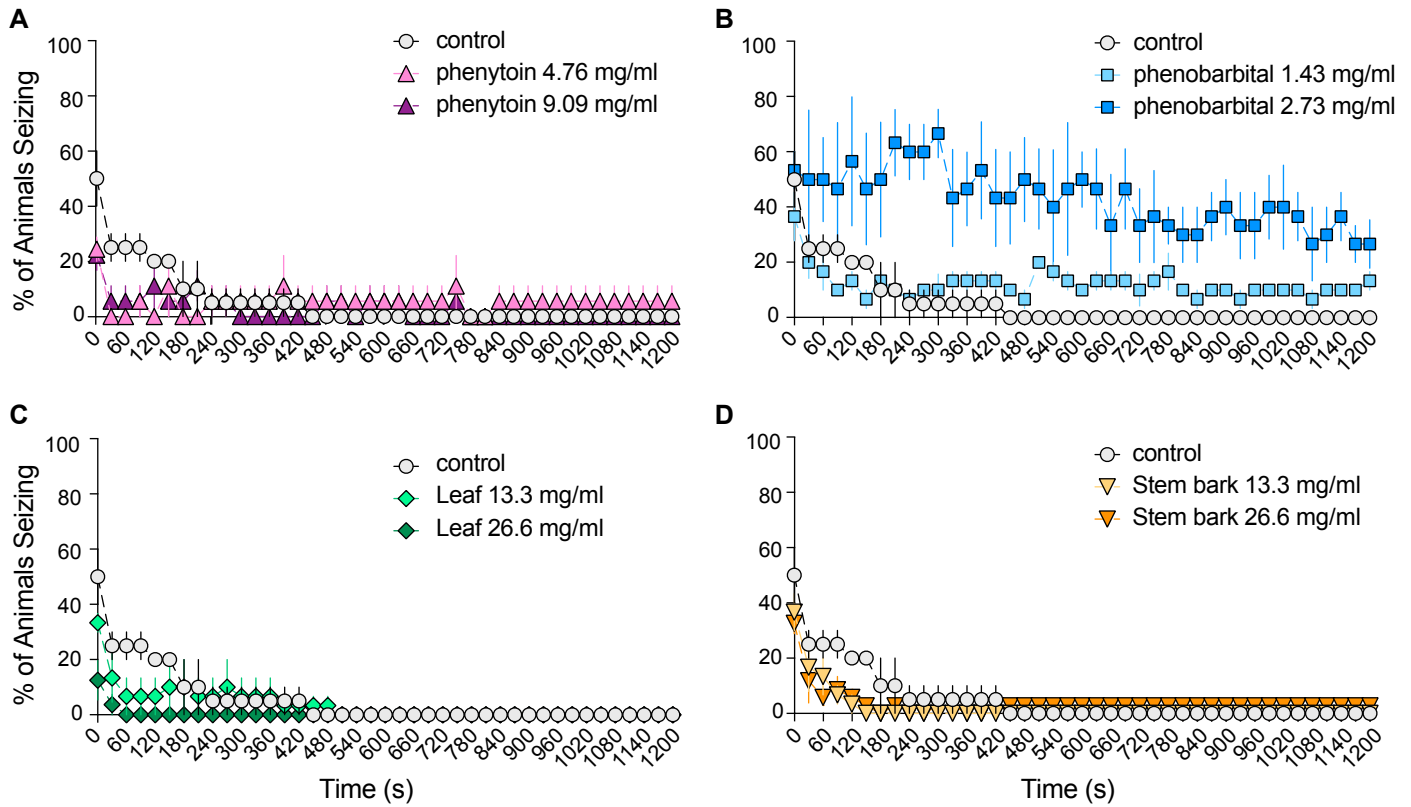 A
% of Animals Seizing
100
80
60
40
20
0
control
phenytoin 4.76 mg/ml
phenytoin 9.09 mg/ml
0 60 120 180 240 300 360 420 480 540 600 660 720 780 840 900 960 1020 1080 1140 1200
B
100
80
60
40
20
0
control
phenobarbital 1.43 mg/ml
phenobarbital 2.73 mg/ml
0 60 120 180 240 300 360 420 480 540 600 660 720 780 840 900 960 1020 1080 1140 1200
C
% of Animals Seizing
100
80
60
40
20
0
control
Leaf 13.3 mg/ml
Leaf 26.6 mg/ml
0 60 120 180 240 300 360 420 480 540 600 660 720 780 840 900 960 1020 1080 1140 1200
Time (s)
D
100
80
60
40
20
0
control
Stem bark 13.3 mg/ml
Stem bark 26.6 mg/ml
0 60 120 180 240 300 360 420 480 540 600 660 720 780 840 900 960 1020 1080 1140 1200
Time (s)